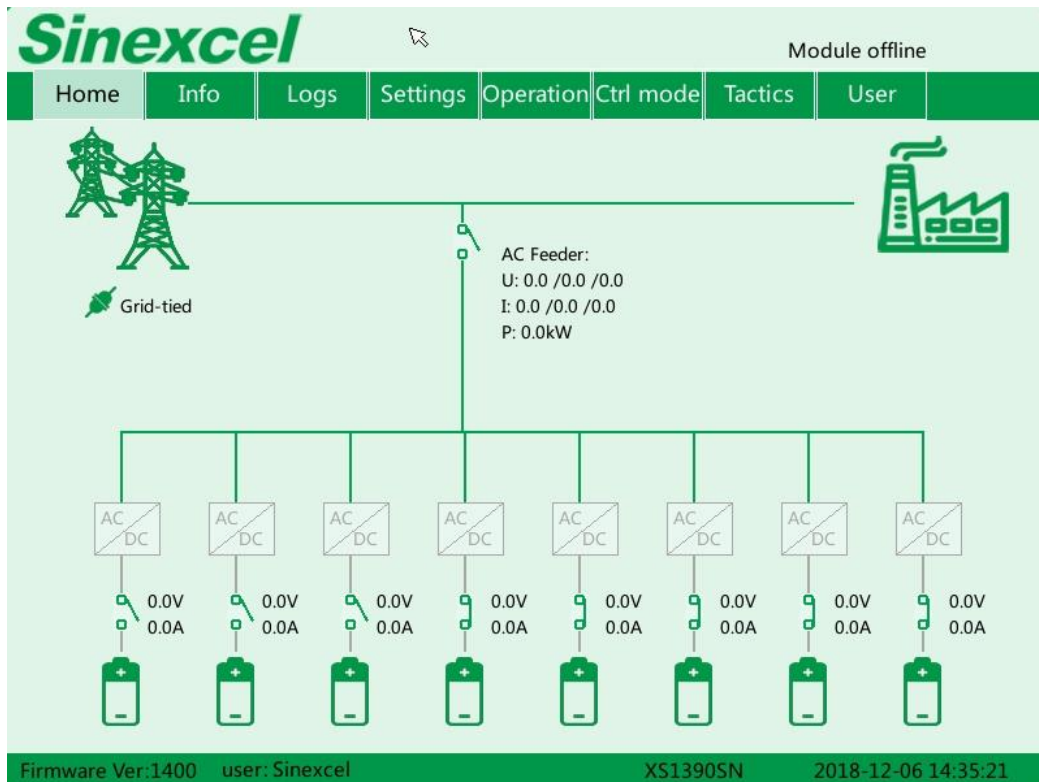 Sinexcel
Module offline
Home Info Logs Settings Operation Ctrl mode Tactics User
AC Feeder:
U: 0.0 /0.0 /0.0
I: 0.0 /0.0 /0.0
P: 0.0kW
Grid-tied
AC AC AC AC AC AC AC AC
DC DC DC DC DC DC DC DC
0.0V 0.0V 0.0V 0.0V 0.0V 0.0V 0.0V 0.0V
0.0A 0.0A 0.0A 0.0A 0.0A 0.0A 0.0A 0.0A
Firmware Ver:1400 user: Sinexcel XS1390SN 2018-12-06 14:35:21